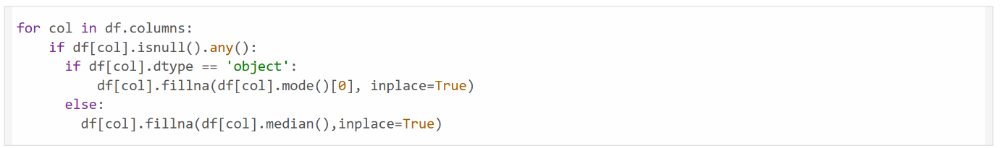 for col in df.columns:
    if df[col].isnull().any():
      if df[col].dtype == 'object':
          df[col].fillna(df[col].mode()[0], inplace=True)
      else:
        df[col].fillna(df[col].median(),inplace=True)